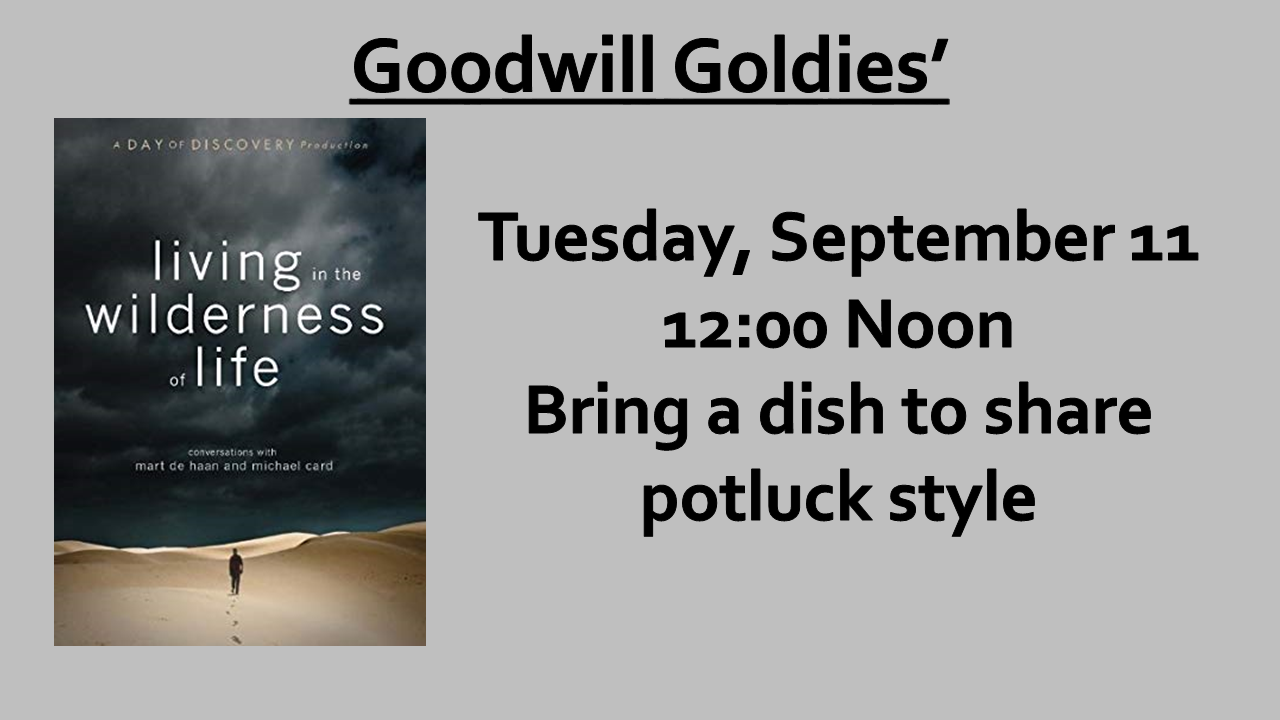 Goodwill Goldies’
A DAY OF DISCOVERY Production
living in the
wilderness
of life
conversations with
mart de haan and michael card
Tuesday, September 11
12:00 Noon
Bring a dish to share
potluck style